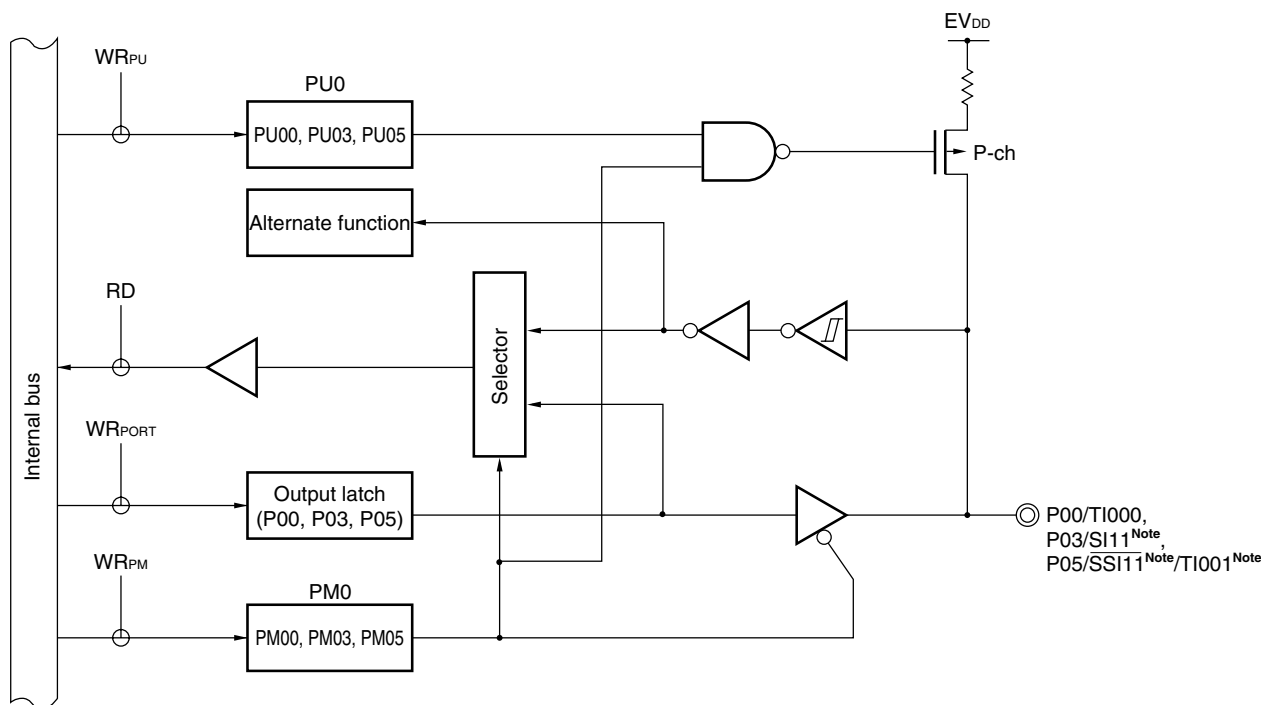 EVDD
WRPU
PU0
PU00, PU03, PU05
P-ch
Alternate function
RD
Selector
Internal bus
WRPORT
Output latch
(P00, P03, P05)
P00/TI000,
P03/SI11Note,
P05/SSI11Note/TI001Note
WRPM
PM0
PM00, PM03, PM05